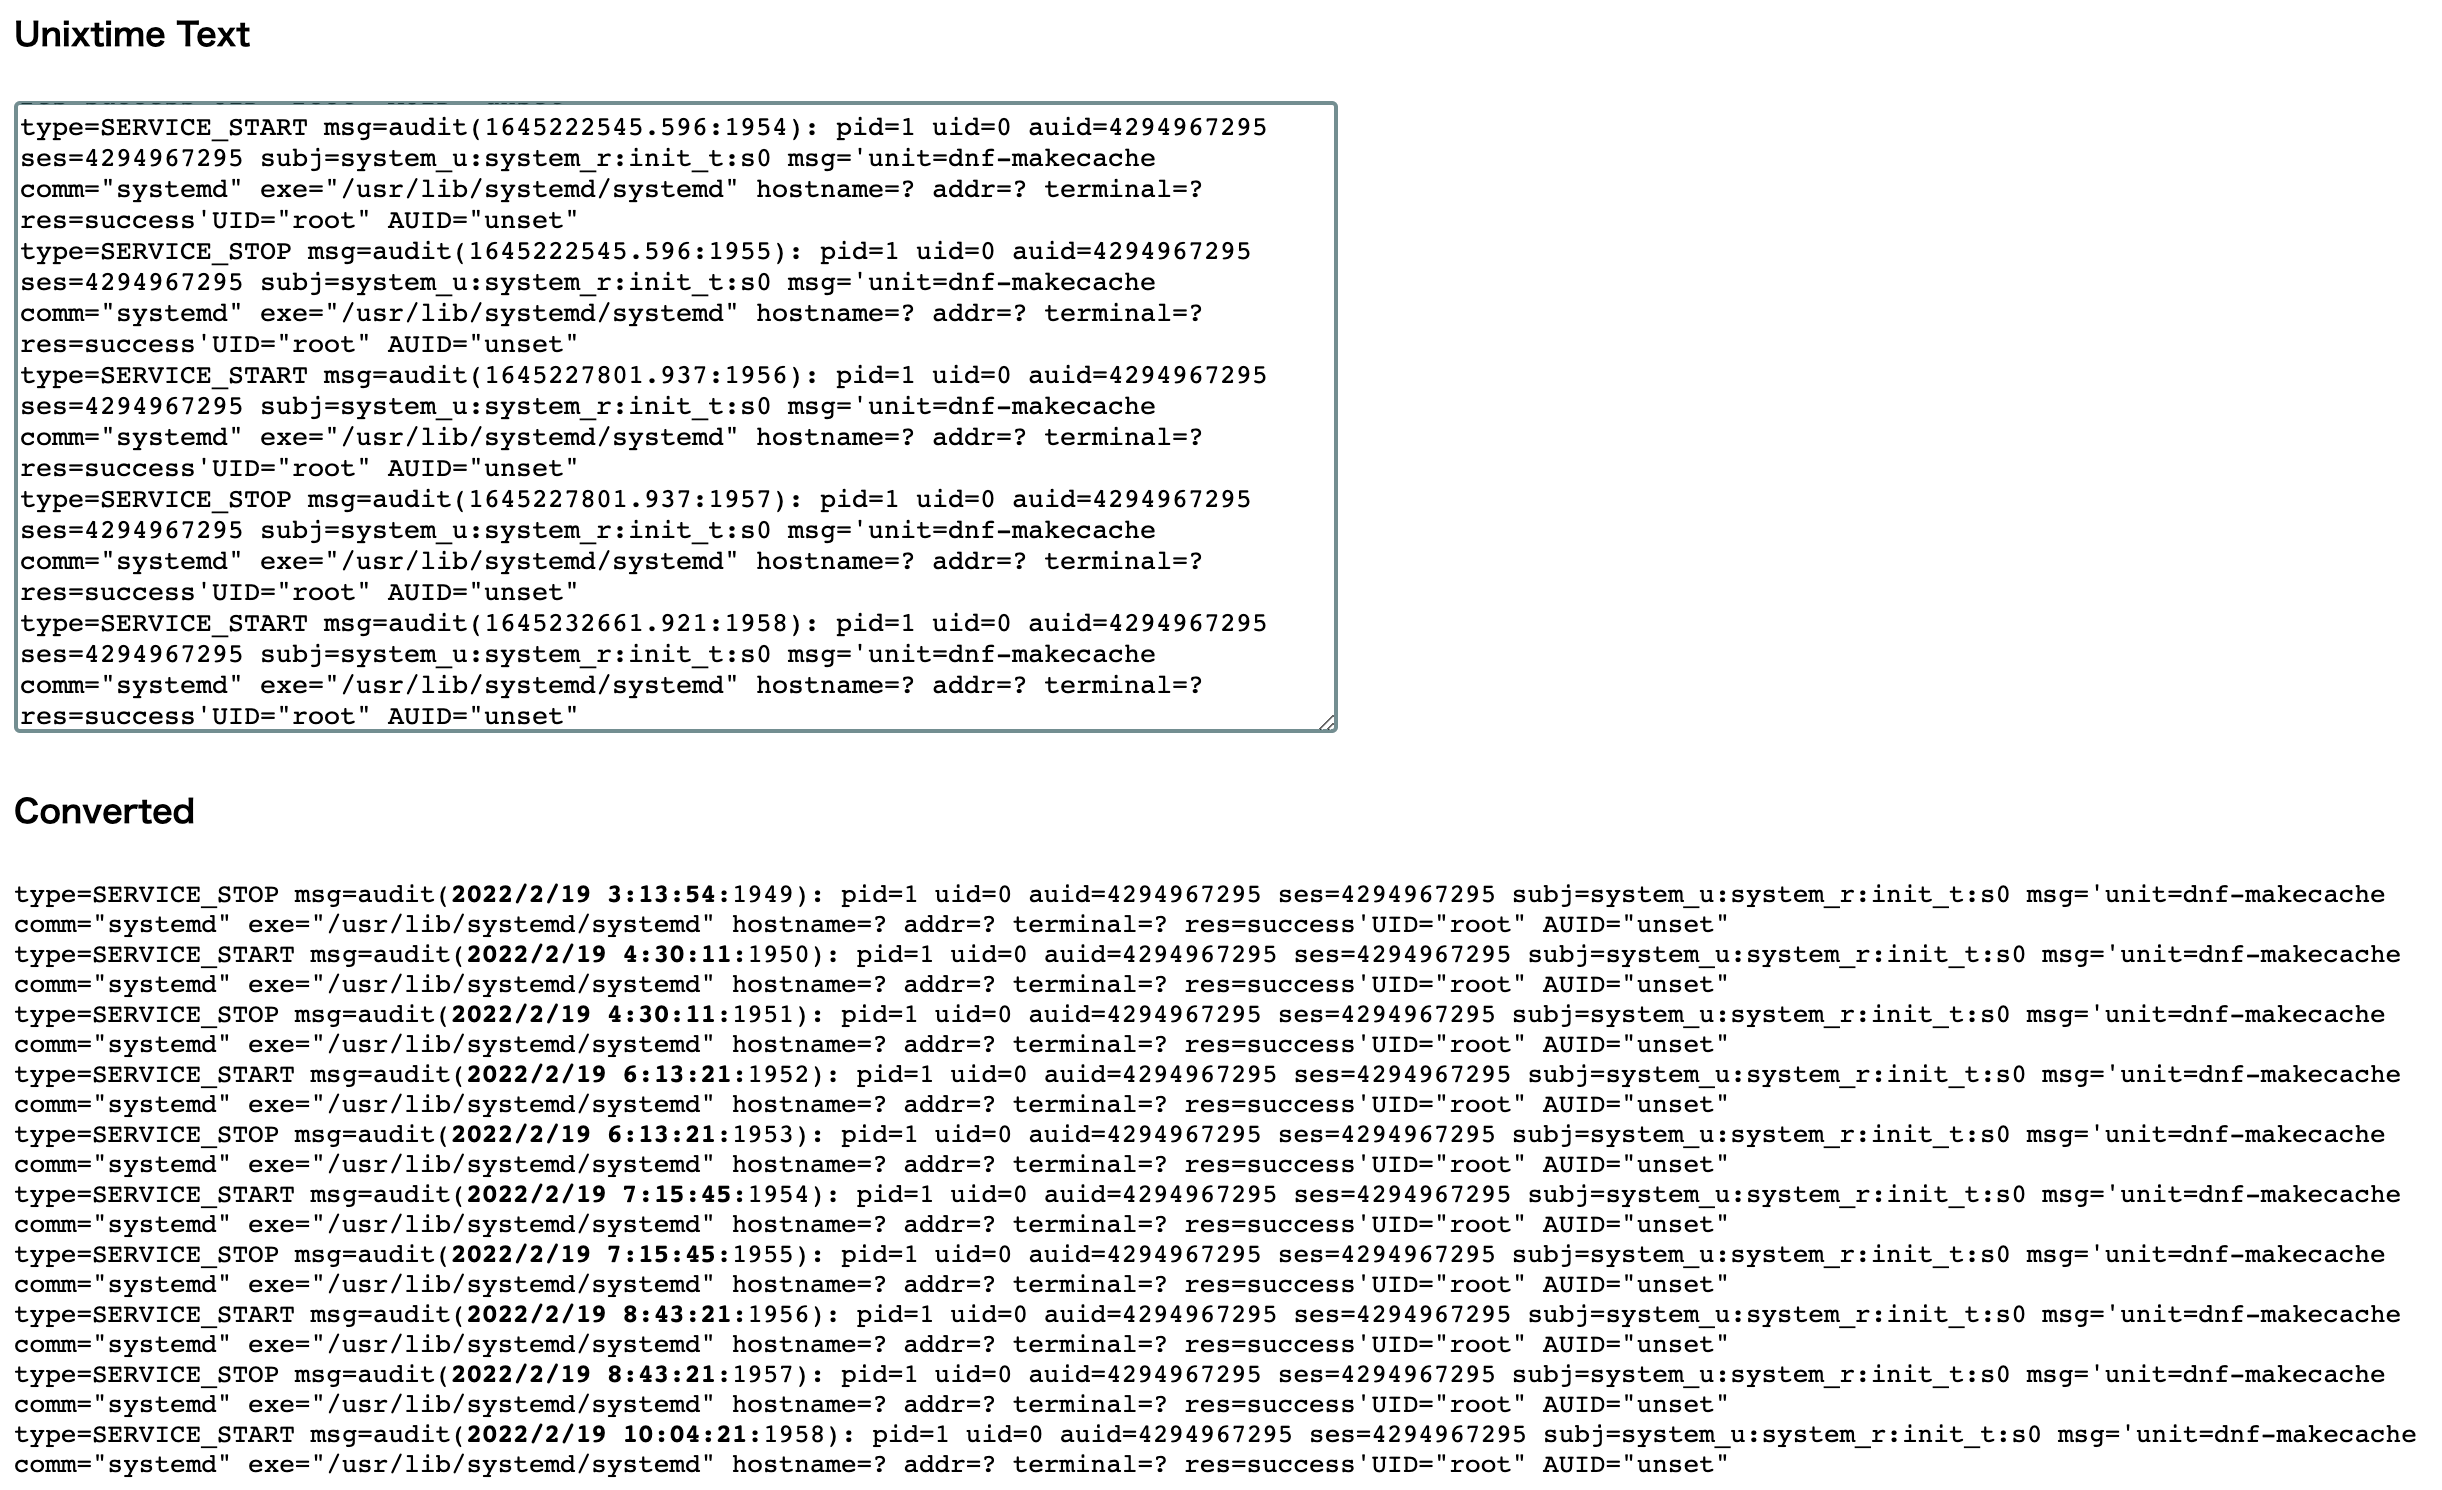 Unixtime Text
type=SERVICE_START msg=audit(1645222545.596:1954): pid=1 uid=0 auid=4294967295
ses=4294967295 subj=system_u:system_r:init_t:s0 msg='unit=dnf-makecache
comm="systemd" exe="/usr/lib/systemd/systemd" hostname=? addr=? terminal=?
res=success'UID="root" AUID="unset"
type=SERVICE_STOP msg=audit(1645222545.596:1955): pid=1 uid=0 auid=4294967295
ses=4294967295 subj=system_u:system_r:init_t:s0 msg='unit=dnf-makecache
comm="systemd" exe="/usr/lib/systemd/systemd" hostname=? addr=? terminal=?
res=success'UID="root" AUID="unset"
type=SERVICE_START msg=audit(1645227801.937:1956): pid=1 uid=0 auid=4294967295
ses=4294967295 subj=system_u:system_r:init_t:s0 msg='unit=dnf-makecache
comm="systemd" exe="/usr/lib/systemd/systemd" hostname=? addr=? terminal=?
res=success'UID="root" AUID="unset"
type=SERVICE_STOP msg=audit(1645227801.937:1957): pid=1 uid=0 auid=4294967295
ses=4294967295 subj=system_u:system_r:init_t:s0 msg='unit=dnf-makecache
comm="systemd" exe="/usr/lib/systemd/systemd" hostname=? addr=? terminal=?
res=success'UID="root" AUID="unset"
type=SERVICE_START msg=audit(1645232661.921:1958): pid=1 uid=0 auid=4294967295
ses=4294967295 subj=system_u:system_r:init_t:s0 msg='unit=dnf-makecache
comm="systemd" exe="/usr/lib/systemd/systemd" hostname=? addr=? terminal=?
res=success'UID="root" AUID="unset"
Converted
type=SERVICE_STOP msg=audit(2022/2/19 3:13:54:1949): pid=1 uid=0 auid=4294967295 ses=4294967295 subj=system_u:system_r:init_t:s0 msg='unit=dnf-makecache
comm="systemd" exe="/usr/lib/systemd/systemd" hostname=? addr=? terminal=? res=success'UID="root" AUID="unset"
type=SERVICE_START msg=audit(2022/2/19 4:30:11:1950): pid=1 uid=0 auid=4294967295 ses=4294967295 subj=system_u:system_r:init_t:s0 msg='unit=dnf-makecache
comm="systemd" exe="/usr/lib/systemd/systemd" hostname=? addr=? terminal=? res=success'UID="root" AUID="unset"
type=SERVICE_STOP msg=audit(2022/2/19 4:30:11:1951): pid=1 uid=0 auid=4294967295 ses=4294967295 subj=system_u:system_r:init_t:s0 msg='unit=dnf-makecache
comm="systemd" exe="/usr/lib/systemd/systemd" hostname=? addr=? terminal=? res=success'UID="root" AUID="unset"
type=SERVICE_START msg=audit(2022/2/19 6:13:21:1952): pid=1 uid=0 auid=4294967295 ses=4294967295 subj=system_u:system_r:init_t:s0 msg='unit=dnf-makecache
comm="systemd" exe="/usr/lib/systemd/systemd" hostname=? addr=? terminal=? res=success'UID="root" AUID="unset"
type=SERVICE_STOP msg=audit(2022/2/19 6:13:21:1953): pid=1 uid=0 auid=4294967295 ses=4294967295 subj=system_u:system_r:init_t:s0 msg='unit=dnf-makecache
comm="systemd" exe="/usr/lib/systemd/systemd" hostname=? addr=? terminal=? res=success'UID="root" AUID="unset"
type=SERVICE_START msg=audit(2022/2/19 7:15:45:1954): pid=1 uid=0 auid=4294967295 ses=4294967295 subj=system_u:system_r:init_t:s0 msg='unit=dnf-makecache
comm="systemd" exe="/usr/lib/systemd/systemd" hostname=? addr=? terminal=? res=success'UID="root" AUID="unset"
type=SERVICE_STOP msg=audit(2022/2/19 7:15:45:1955): pid=1 uid=0 auid=4294967295 ses=4294967295 subj=system_u:system_r:init_t:s0 msg='unit=dnf-makecache
comm="systemd" exe="/usr/lib/systemd/systemd" hostname=? addr=? terminal=? res=success'UID="root" AUID="unset"
type=SERVICE_START msg=audit(2022/2/19 8:43:21:1956): pid=1 uid=0 auid=4294967295 ses=4294967295 subj=system_u:system_r:init_t:s0 msg='unit=dnf-makecache
comm="systemd" exe="/usr/lib/systemd/systemd" hostname=? addr=? terminal=? res=success'UID="root" AUID="unset"
type=SERVICE_STOP msg=audit(2022/2/19 8:43:21:1957): pid=1 uid=0 auid=4294967295 ses=4294967295 subj=system_u:system_r:init_t:s0 msg='unit=dnf-makecache
comm="systemd" exe="/usr/lib/systemd/systemd" hostname=? addr=? terminal=? res=success'UID="root" AUID="unset"
type=SERVICE_START msg=audit(2022/2/19 10:04:21:1958): pid=1 uid=0 auid=4294967295 ses=4294967295 subj=system_u:system_r:init_t:s0 msg='unit=dnf-makecache
comm="systemd" exe="/usr/lib/systemd/systemd" hostname=? addr=? terminal=? res=success'UID="root" AUID="unset"